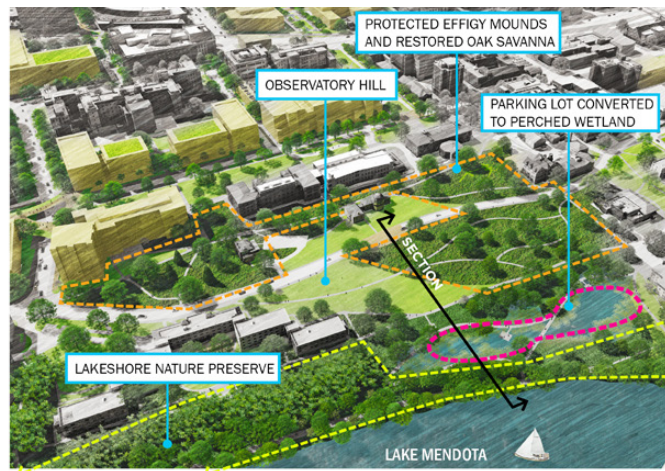 PROTECTED EFFIGY MOUNDS
AND RESTORED OAK SAVANNA
OBSERVATORY HILL
PARKING LOT CONVERTED
TO PERCHED WETLAND
SECTION
LAKESHORE NATURE PRESERVE
LAKE MENDOTA